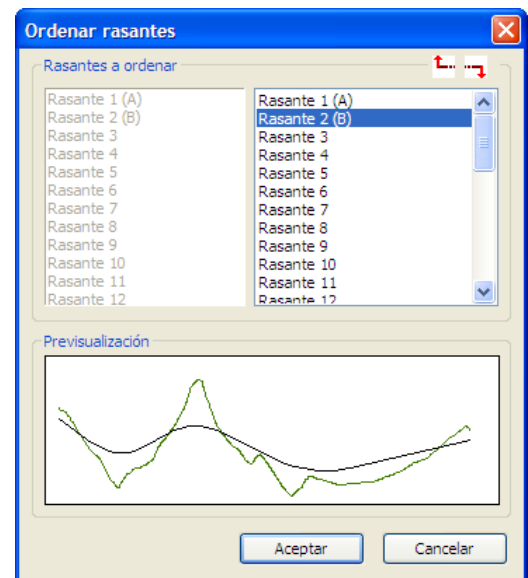 Ordenar rasantes
Rasantes a ordenar
Rasante 1 (A)
Rasante 2 (B)
Rasante 3
Rasante 4
Rasante 5
Rasante 6
Rasante 7
Rasante 8
Rasante 9
Rasante 10
Rasante 11
Rasante 12
Rasante 1 (A)
Rasante 2 (B)
Rasante 3
Rasante 4
Rasante 5
Rasante 6
Rasante 7
Rasante 8
Rasante 9
Rasante 10
Rasante 11
Rasante 12
Previsualización
Aceptar
Cancelar